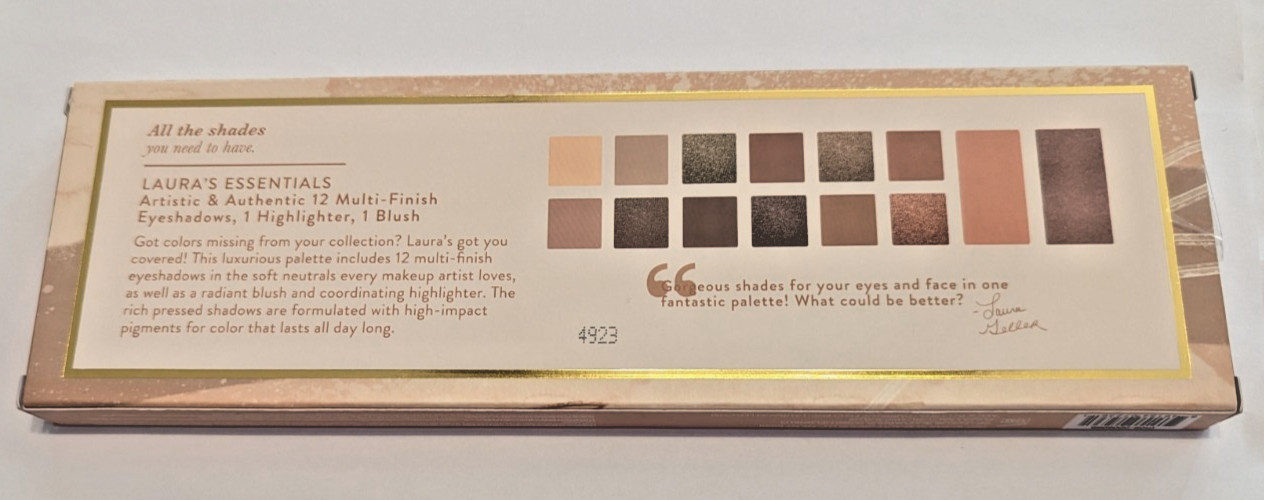 All the shades
you need to have.
LAURA'S ESSENTIALS
Artistic & Authentic 12 Multi-Finish
Eyeshadows, 1 Highlighter, 1 Blush
Got colors missing from your collection? Laura's got you
covered! This luxurious palette includes 12 multi-finish
eyeshadows in the soft neutrals every makeup artist loves,
as well as a radiant blush and coordinating highlighter. The
rich pressed shadows are formulated with high-impact
pigments for color that lasts all day long.
“Gorgeous shades for your eyes and face in one
fantastic palette! What could be better?
- Laura
Geller
4923